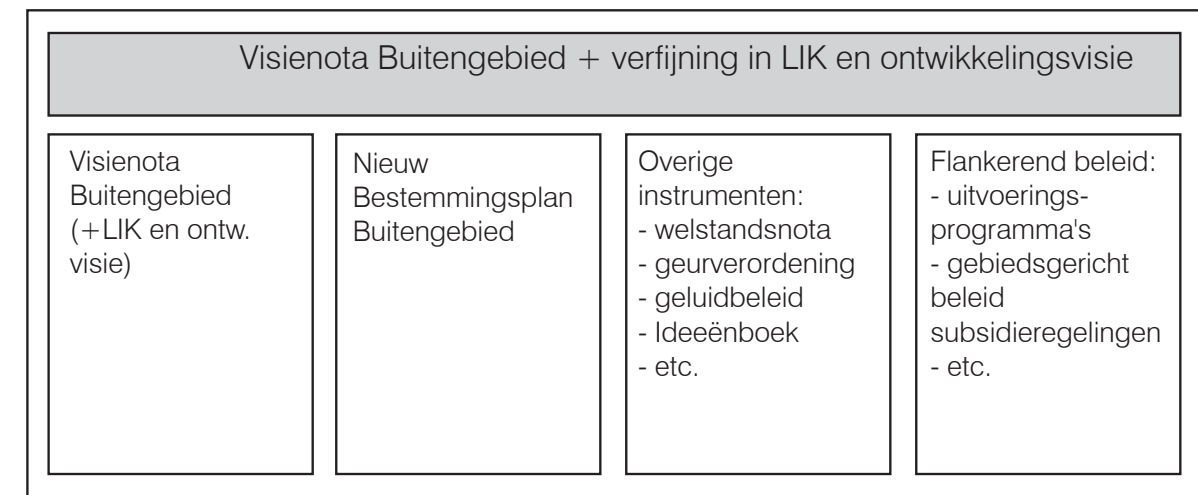 Visienota Buitengebied + verfijning in LIK en ontwikkelingsvisie
Visienota
Buitengebied
(+LIK en ontw.
visie)
Nieuw
Bestemmingsplan
Buitengebied
Overige
instrumenten:
- welstandsnota
- geurverordening
- geluidbeleid
- Ideeënboek
- etc.
Flankerend beleid:
- uitvoerings-
programma's
- gebiedsgericht
beleid
subsidieregelingen
- etc.